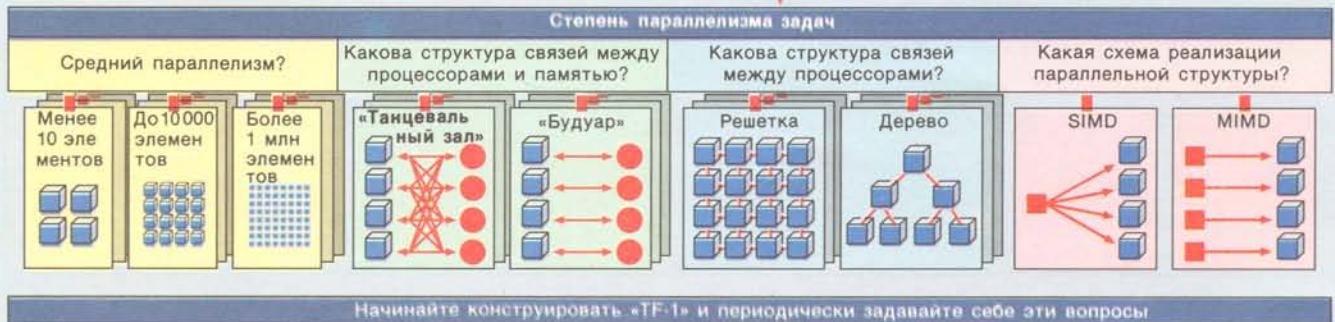 Степень параллелизма задач
Средний параллелизм?
Какова структура связей между
процессорами и памятью?
Какова структура связей
между процессорами?
Какая схема реализации
параллельной структуры?
Менее
10 эле
ментов
До 10 000
элемен
тов
Более
1 млн
элемен
тов
«Танцеваль
ный зал»
«Будуар»
Решетка
Дерево
SIMD
MIMD
Начинайте конструировать «TF-1» и периодически задавайте себе эти вопросы